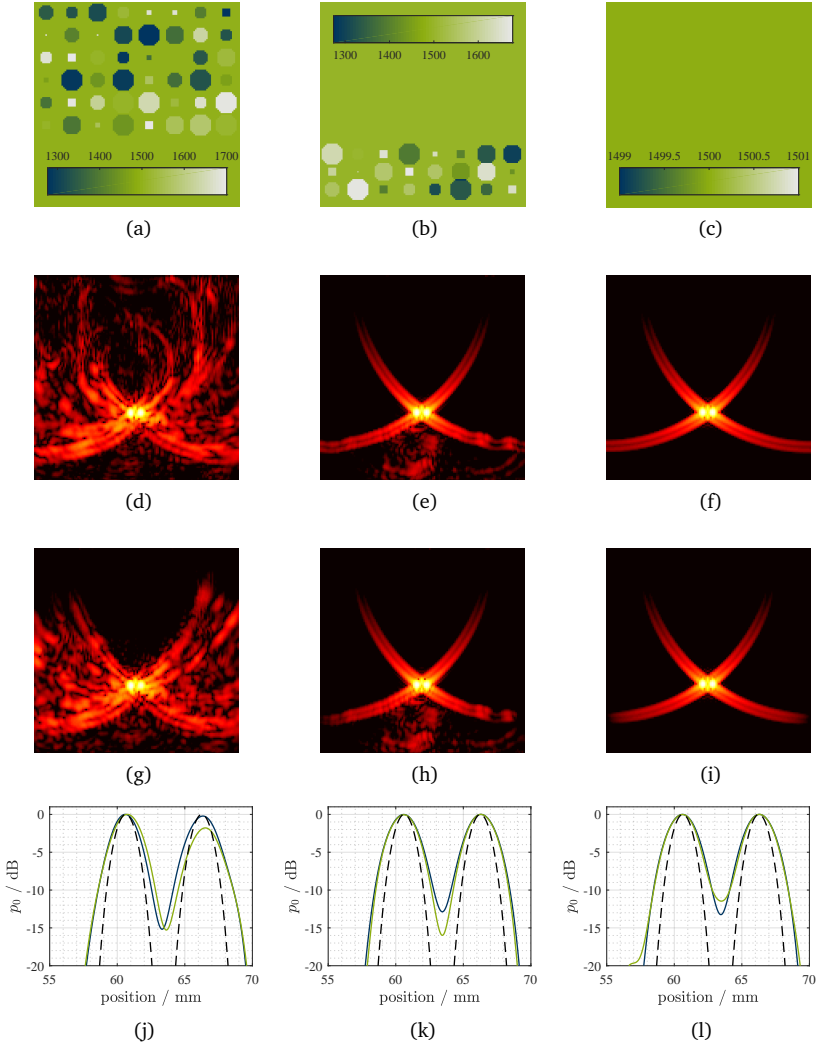 1300 1400 1500 1600 1700
1300 1400 1500 1600
1499 1499.5 1500 1500.5 1501
(a)
(b)
(c)
(d)
(e)
(f)
(g)
(h)
(i)
0
-5
-10
-15
-20
p₀ / dB
55 60 65 70
position / mm
0
-5
-10
-15
-20
p₀ / dB
55 60 65 70
position / mm
0
-5
-10
-15
-20
p₀ / dB
55 60 65 70
position / mm
(j)
(k)
(l)